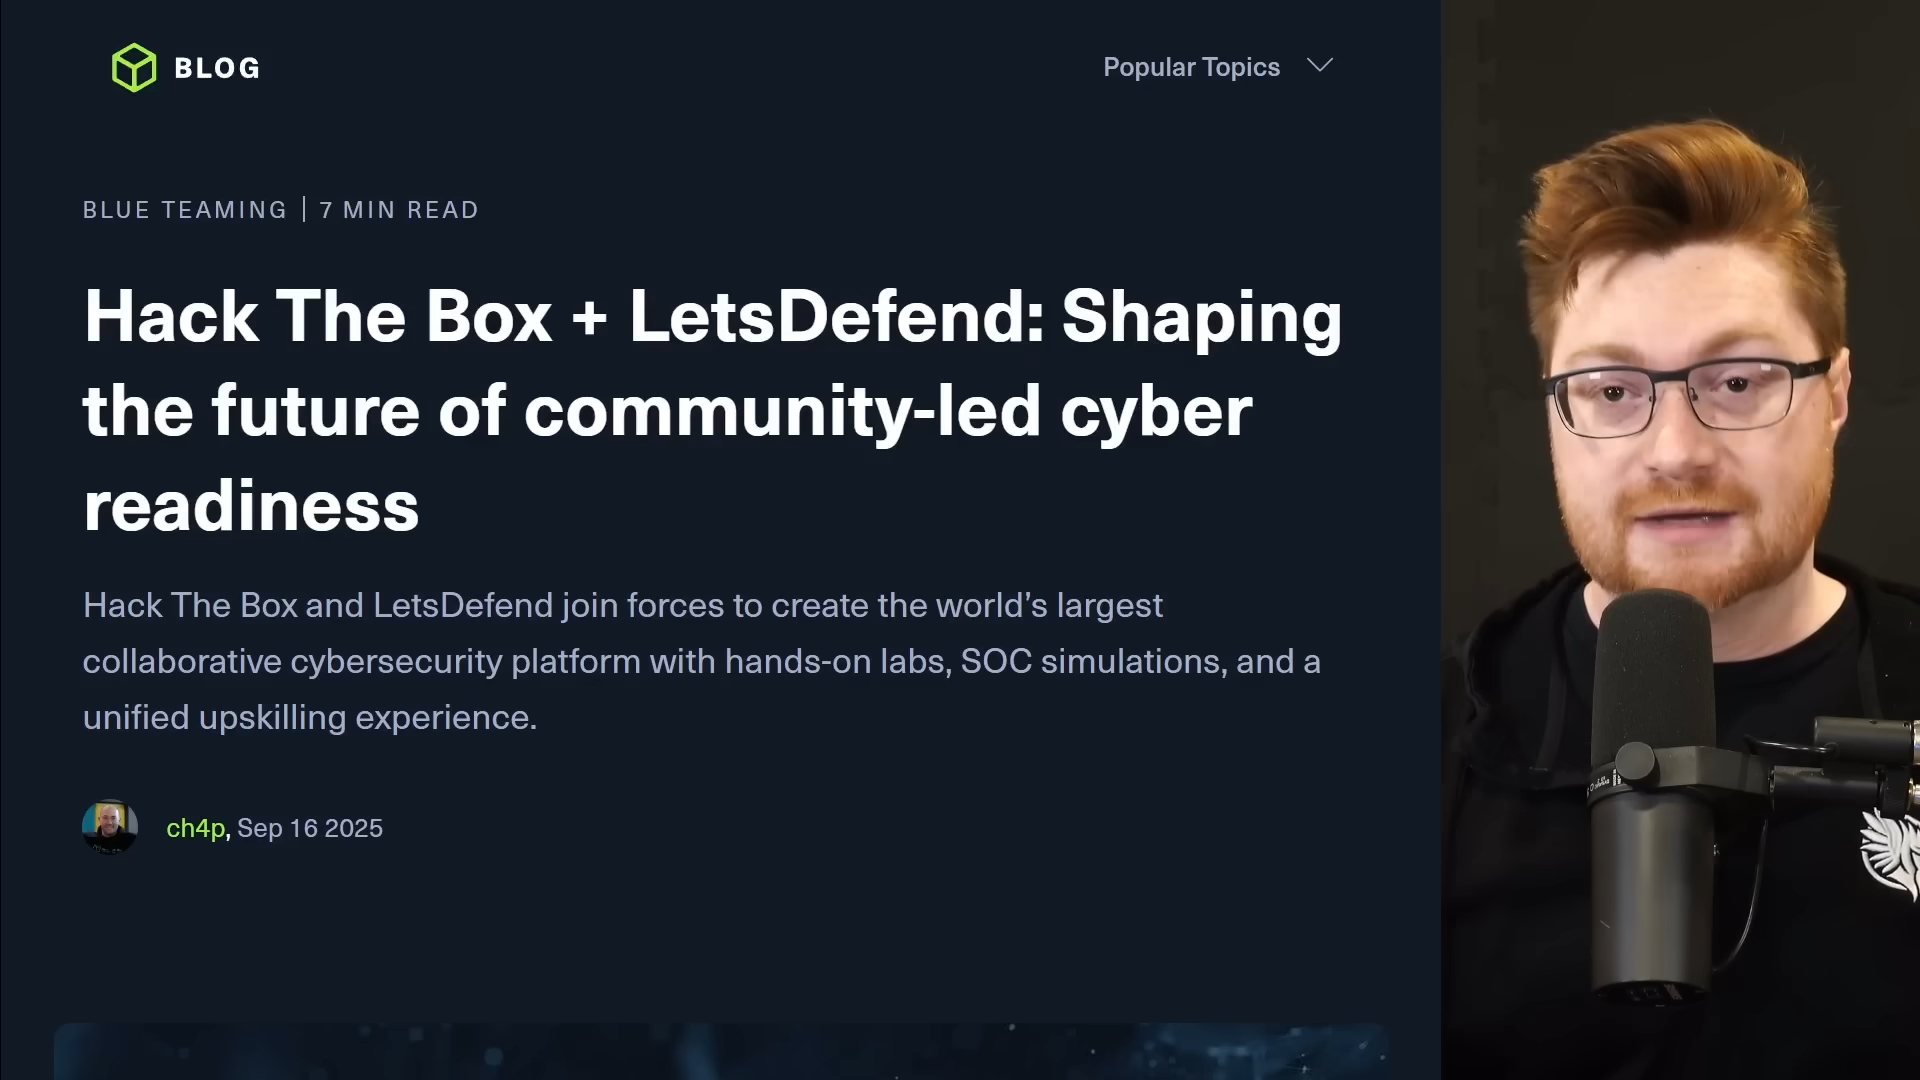 BLOG
Popular Topics
BLUE TEAMING | 7 MIN READ
Hack The Box + LetsDefend: Shaping
the future of community-led cyber
readiness
Hack The Box and LetsDefend join forces to create the world’s largest
collaborative cybersecurity platform with hands-on labs, SOC simulations, and a
unified upskilling experience.
ch4p, Sep 16 2025